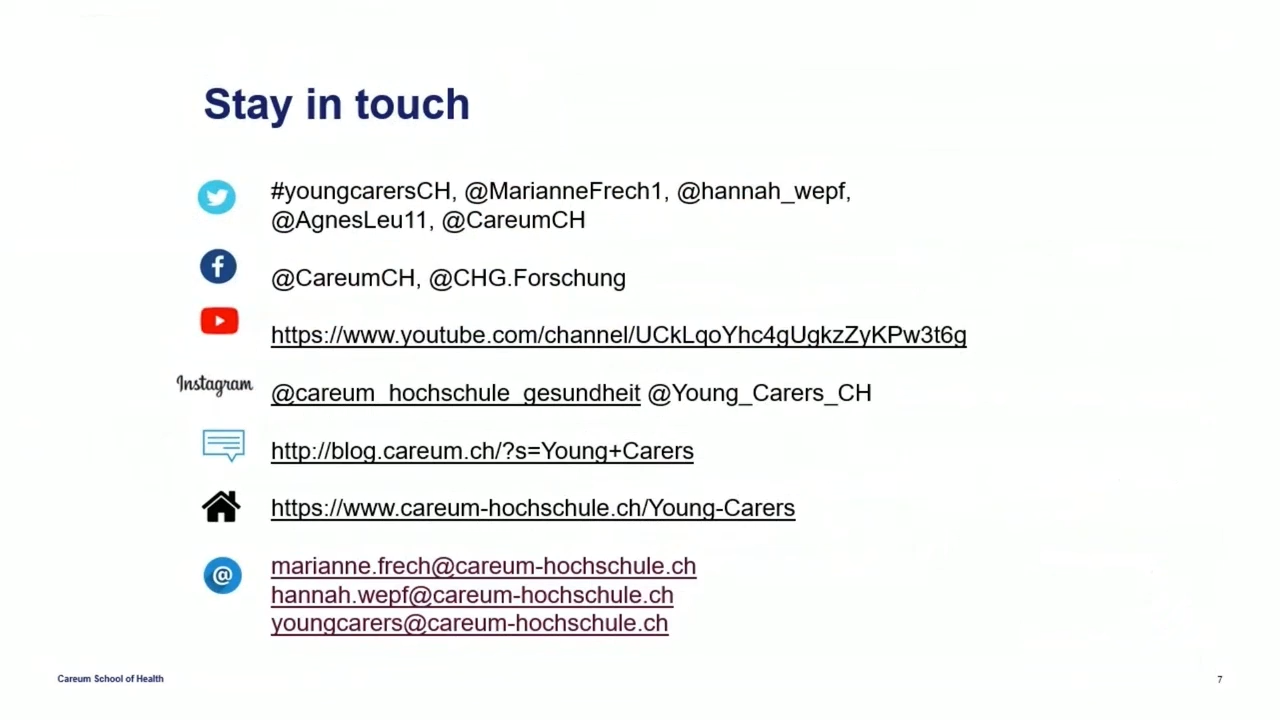 Stay in touch
#youngcarersCH, @MarianneFrech1, @hannah_wepf,
@AgnesLeu11, @CareumCH
@CareumCH, @CHG.Forschung
https://www.youtube.com/channel/UCkLqoYhc4gUgkzZyKPw3t6g
Instagram @careum_hochschule_gesundheit @Young_Carers_CH
http://blog.careum.ch/?s=Young+Carers
https://www.careum-hochschule.ch/Young-Carers
marianne.frech@careum-hochschule.ch
hannah.wepf@careum-hochschule.ch
youngcarers@careum-hochschule.ch
Careum School of Health 7